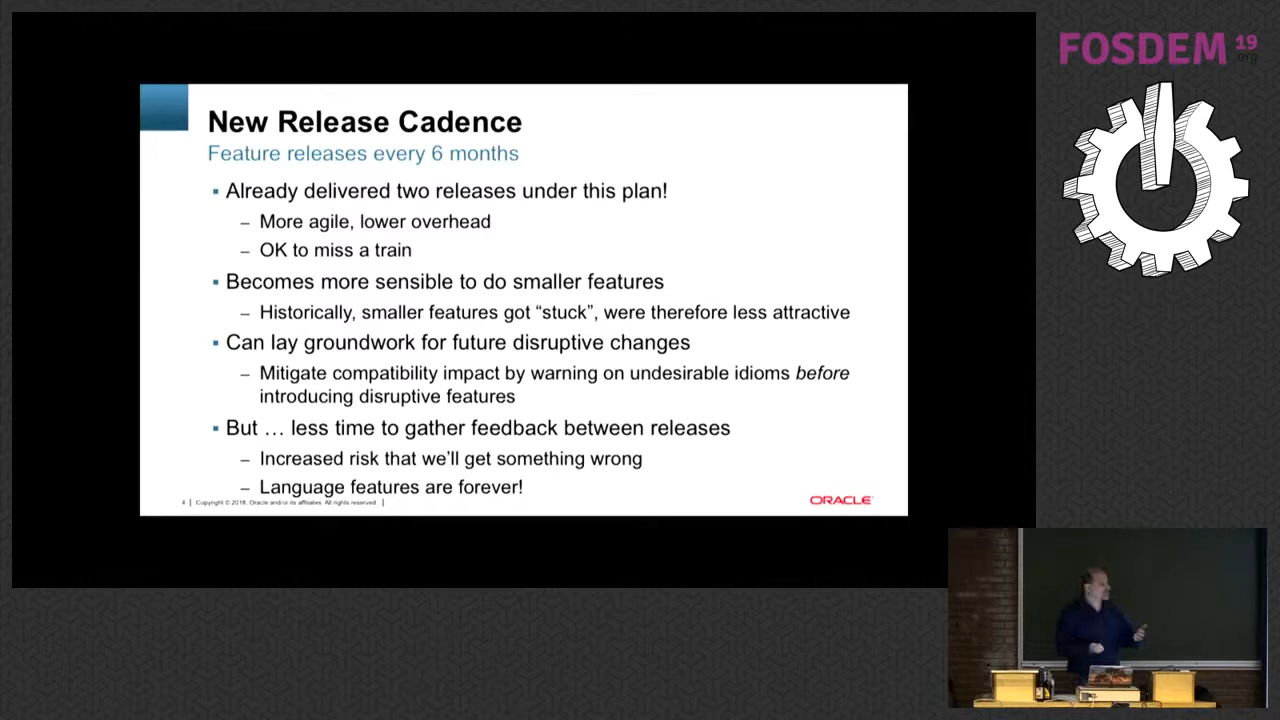 FOSDEM 19
.org
New Release Cadence
Feature releases every 6 months
▪ Already delivered two releases under this plan!
– More agile, lower overhead
– OK to miss a train
▪ Becomes more sensible to do smaller features
– Historically, smaller features got “stuck”, were therefore less attractive
▪ Can lay groundwork for future disruptive changes
– Mitigate compatibility impact by warning on undesirable idioms before
introducing disruptive features
▪ But … less time to gather feedback between releases
– Increased risk that we’ll get something wrong
– Language features are forever!
4 | Copyright © 2018, Oracle and/or its affiliates. All rights reserved. |
ORACLE